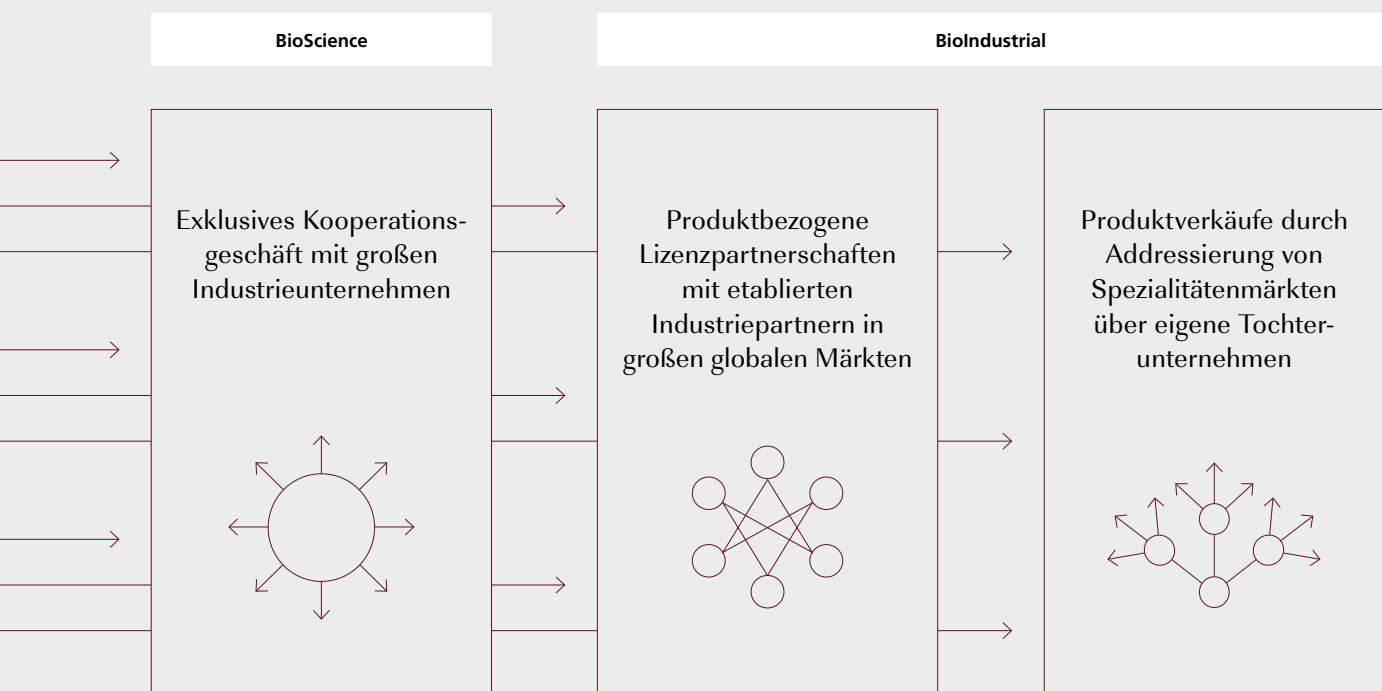 BioScience
BioIndustrial
Exklusives Kooperations-
geschäft mit großen
Industrieunternehmen
Produktbezogene
Lizenzpartnerschaften
mit etablierten
Industriepartnern in
großen globalen Märkten
Produktverkäufe durch
Addressierung von
Spezialitätenmärkten
über eigene Tochter-
unternehmen